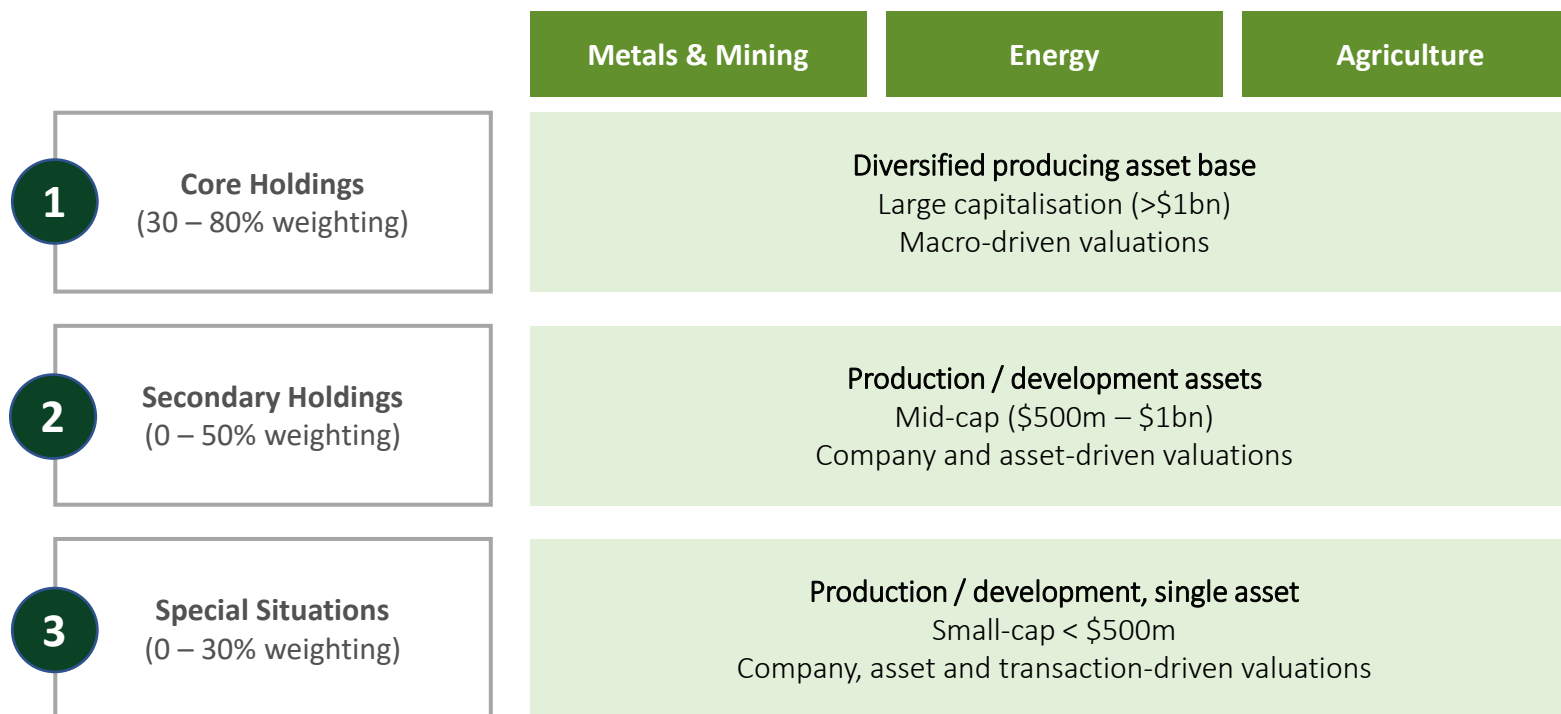 Metals & Mining
Energy
Agriculture
1
Core Holdings
(30 – 80% weighting)
Diversified producing asset base
Large capitalisation (>$1bn)
Macro-driven valuations
2
Secondary Holdings
(0 – 50% weighting)
Production / development assets
Mid-cap ($500m – $1bn)
Company and asset-driven valuations
3
Special Situations
(0 – 30% weighting)
Production / development, single asset
Small-cap < $500m
Company, asset and transaction-driven valuations